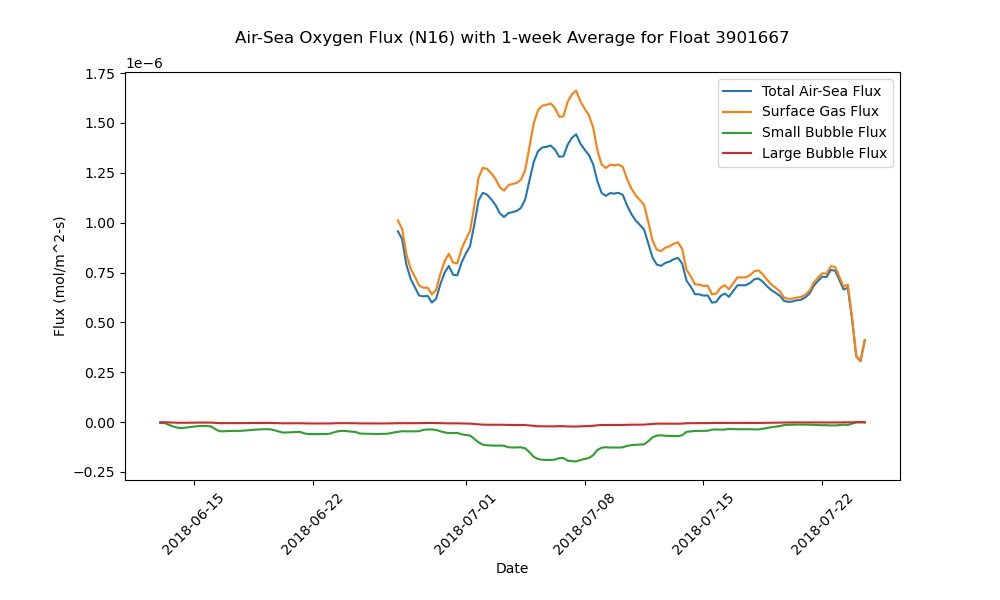 Air-Sea Oxygen Flux (N16) with 1-week Average for Float 3901667
1e−6
1.75
1.50
1.25
1.00
0.75
0.50
0.25
0.00
−0.25
Flux (mol/m^2-s)
Total Air-Sea Flux
Surface Gas Flux
Small Bubble Flux
Large Bubble Flux
2018-06-15
2018-06-22
2018-07-01
2018-07-08
2018-07-15
2018-07-22
Date